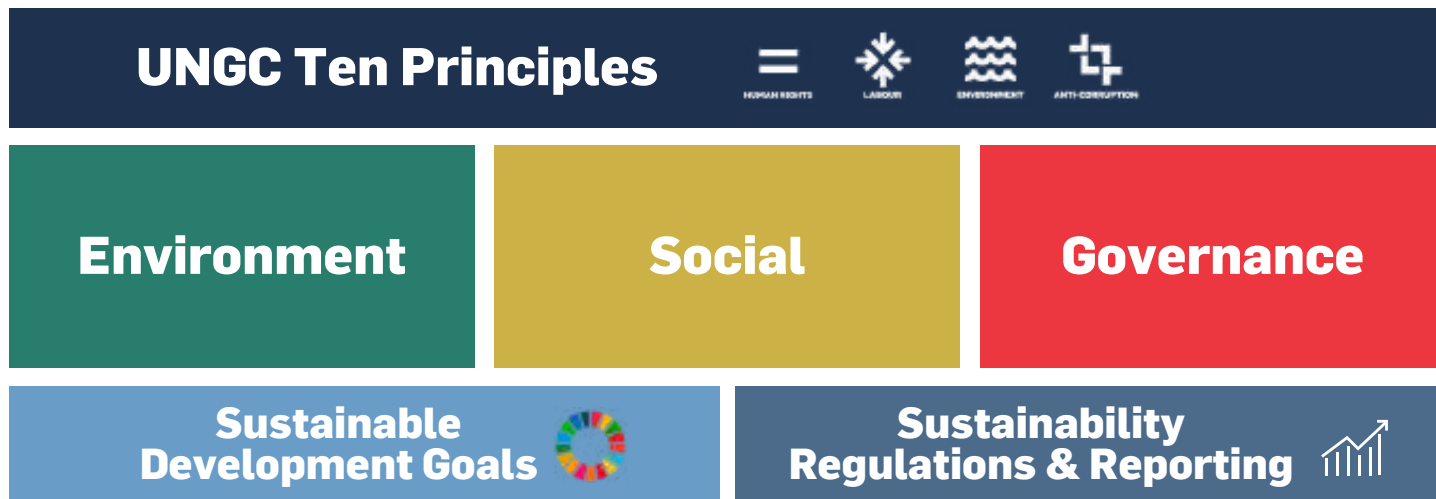 UNGC Ten Principles
HUMAN RIGHTS
LABOUR
ENVIRONMENT
ANTI-CORRUPTION
Environment
Social
Governance
Sustainable
Development Goals
Sustainability
Regulations & Reporting